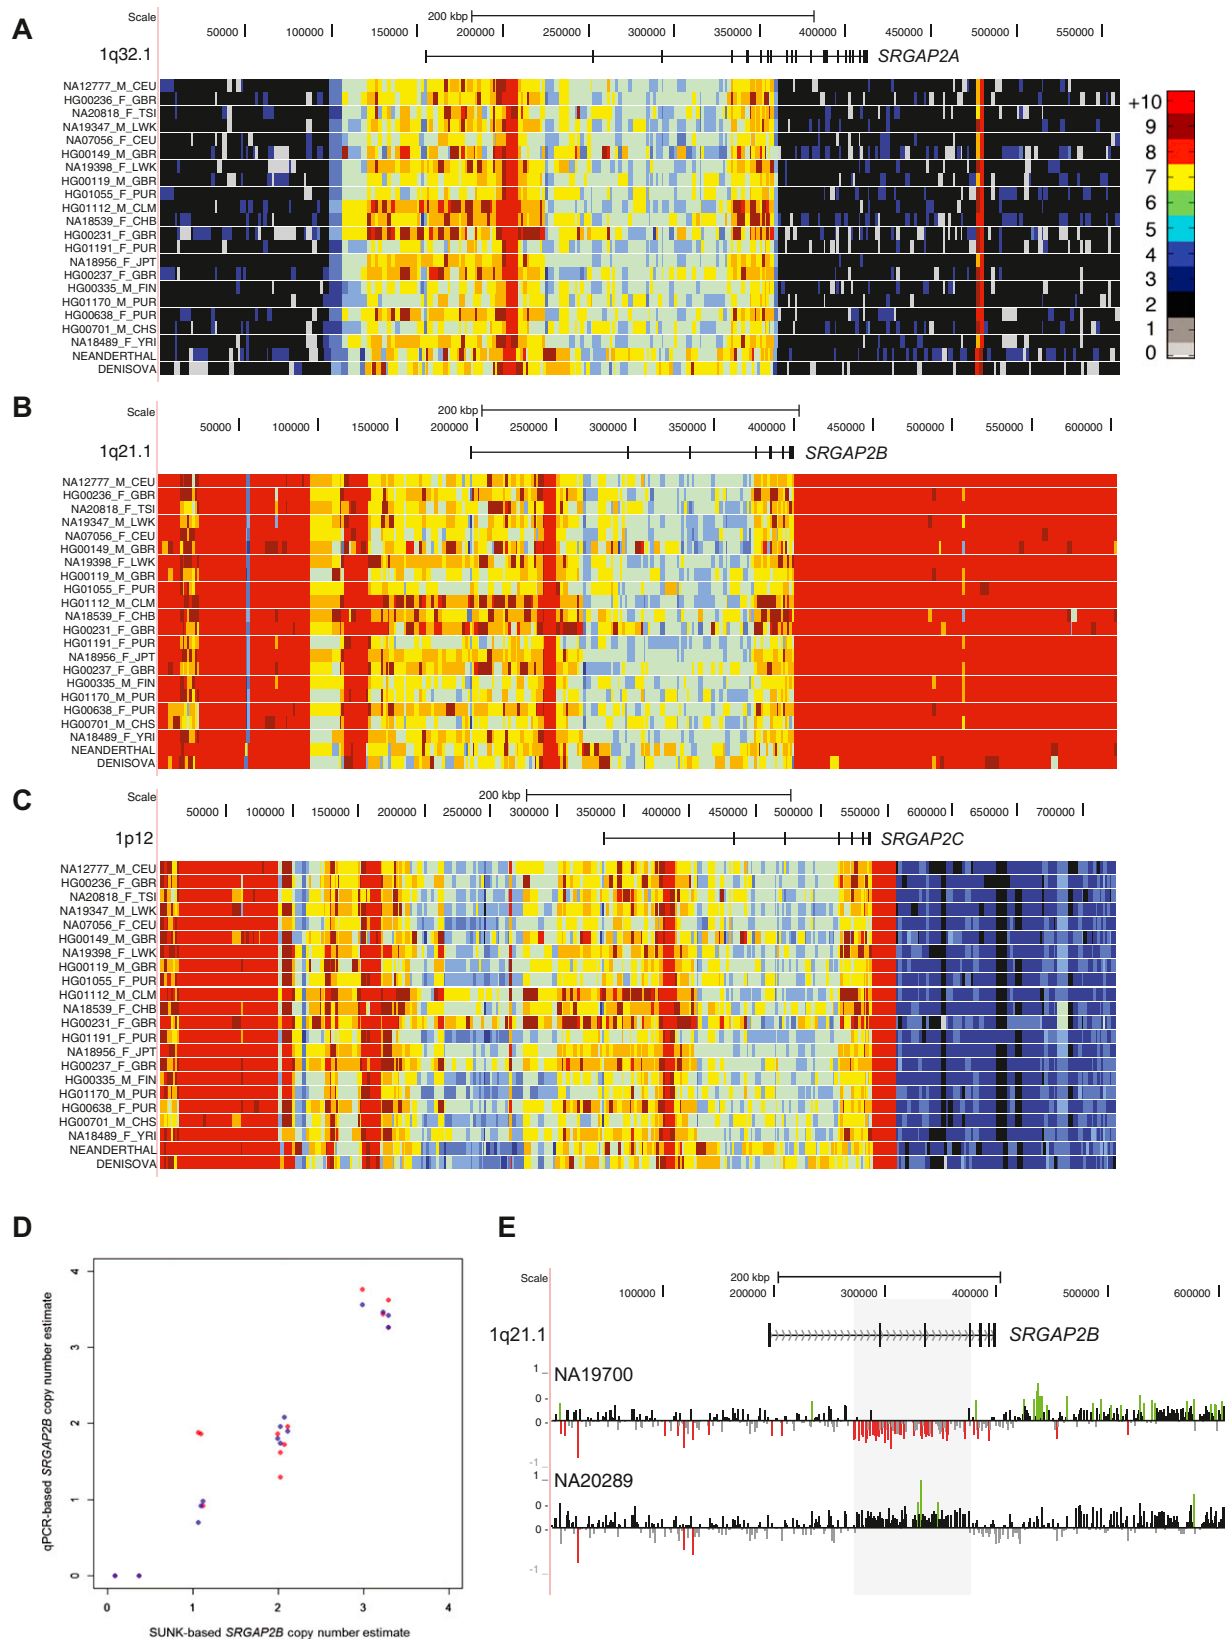 A
Scale
200 kbp
50000 100000 150000 200000 250000 300000 350000 400000 450000 500000 550000
1q32.1
SRGAP2A
NA12777_M_CEU
HG00236_F_GBR
NA20818_F_TSI
NA19347_M_LWK
NA07056_F_CEU
HG00149_M_GBR
NA19398_F_LWK
HG00119_M_GBR
HG01055_F_PUR
HG01112_M_CLM
NA18539_F_CHB
HG00231_F_GBR
HG01191_F_PUR
NA18956_F_JPT
HG00237_F_GBR
HG00335_M_FIN
HG01170_M_PUR
HG00638_F_PUR
HG00701_M_CHS
NA18489_F_YRI
NEANDERTHAL
DENISOVA
+10
9
8
7
6
5
4
3
2
1
0
B
Scale
200 kbp
50000 100000 150000 200000 250000 300000 350000 400000 450000 500000 550000 600000
1q21.1
SRGAP2B
NA12777_M_CEU
HG00236_F_GBR
NA20818_F_TSI
NA19347_M_LWK
NA07056_F_CEU
HG00149_M_GBR
NA19398_F_LWK
HG00119_M_GBR
HG01055_F_PUR
HG01112_M_CLM
NA18539_F_CHB
HG00231_F_GBR
HG01191_F_PUR
NA18956_F_JPT
HG00237_F_GBR
HG00335_M_FIN
HG01170_M_PUR
HG00638_F_PUR
HG00701_M_CHS
NA18489_F_YRI
NEANDERTHAL
DENISOVA
C
Scale
200 kbp
50000 100000 150000 200000 250000 300000 350000 400000 450000 500000 550000 600000 650000 700000
1p12
SRGAP2C
NA12777_M_CEU
HG00236_F_GBR
NA20818_F_TSI
NA19347_M_LWK
NA07056_F_CEU
HG00149_M_GBR
NA19398_F_LWK
HG00119_M_GBR
HG01055_F_PUR
HG01112_M_CLM
NA18539_F_CHB
HG00231_F_GBR
HG01191_F_PUR
NA18956_F_JPT
HG00237_F_GBR
HG00335_M_FIN
HG01170_M_PUR
HG00638_F_PUR
HG00701_M_CHS
NA18489_F_YRI
NEANDERTHAL
DENISOVA
D
qPCR-based SRGAP2B copy number estimate
4
3
2
1
0
0 1 2 3 4
SUNK-based SRGAP2B copy number estimate
E
Scale
200 kbp
100000 200000 300000 400000 500000 600000
1q21.1
SRGAP2B
NA19700
1
0
0
-1
NA20289
1
0
0
-1